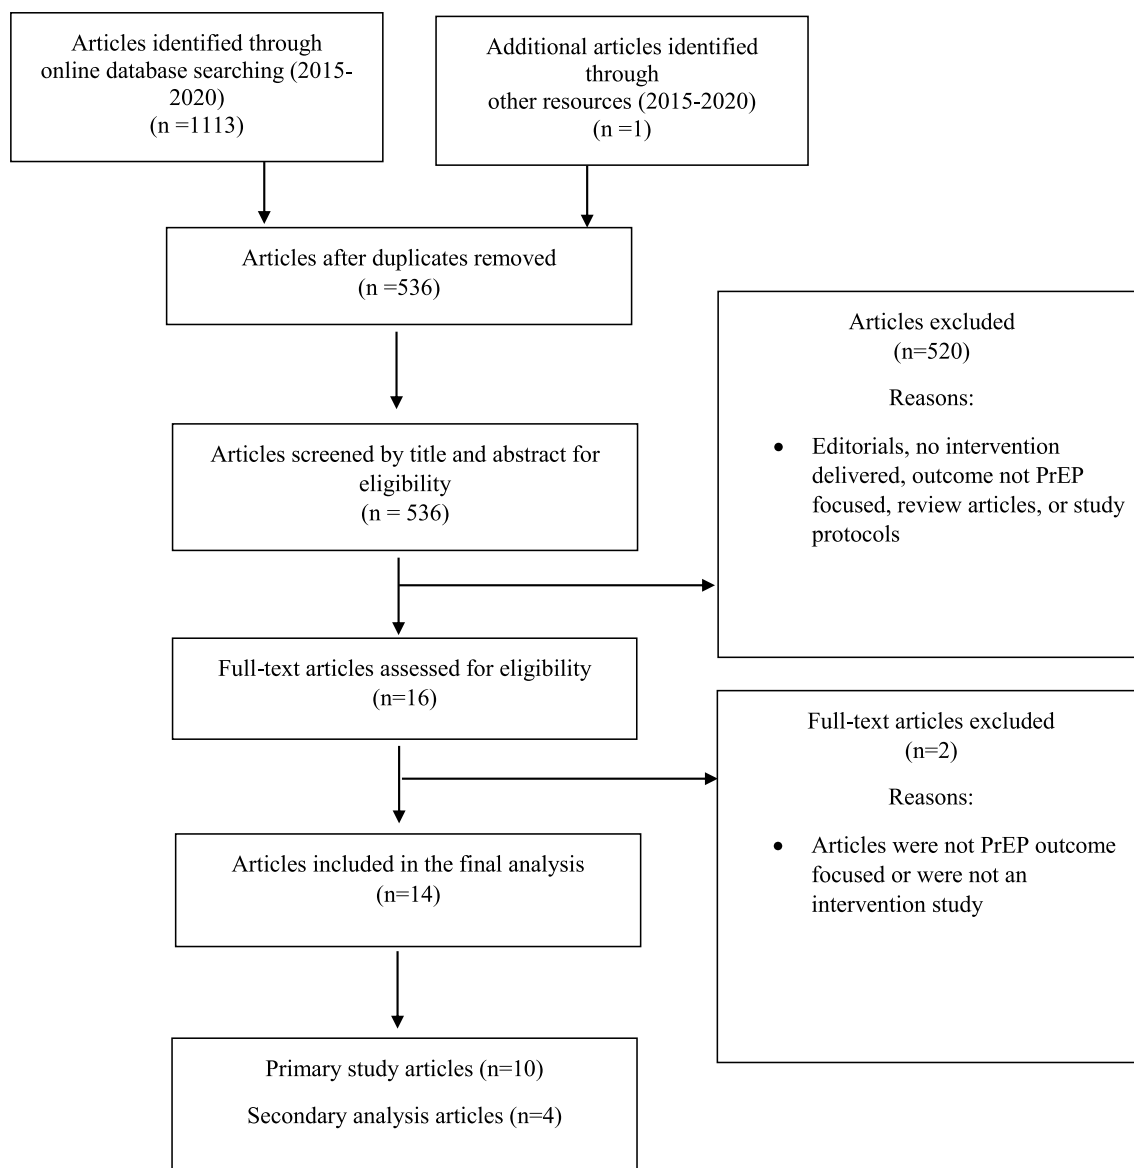 Articles identified through
online database searching (2015-
2020)
(n =1113)
Additional articles identified
through
other resources (2015-2020)
(n =1)
Articles after duplicates removed
(n =536)
Articles excluded
(n=520)
Reasons:
• Editorials, no intervention
delivered, outcome not PrEP
focused, review articles, or study
protocols
Articles screened by title and abstract for
eligibility
(n = 536)
Full-text articles assessed for eligibility
(n=16)
Full-text articles excluded
(n=2)
Reasons:
• Articles were not PrEP outcome
focused or were not an
intervention study
Articles included in the final analysis
(n=14)
Primary study articles (n=10)
Secondary analysis articles (n=4)